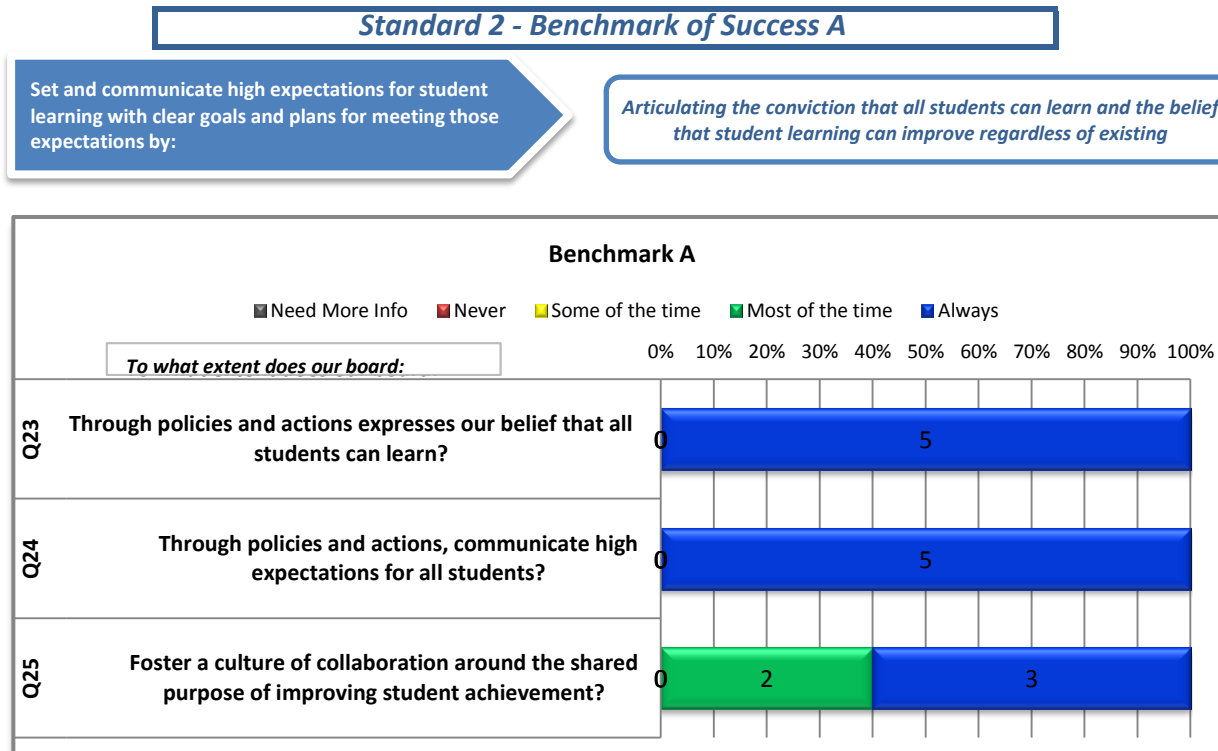 Standard 2 - Benchmark of Success A
Set and communicate high expectations for student
learning with clear goals and plans for meeting those
expectations by:
Articulating the conviction that all students can learn and the belief
that student learning can improve regardless of existing
Benchmark A
Need More Info Never Some of the time Most of the time Always
To what extent does our board:
0% 10% 20% 30% 40% 50% 60% 70% 80% 90% 100%
Q23
Through policies and actions expresses our belief that all
students can learn?
0 5
Q24
Through policies and actions, communicate high
expectations for all students?
0 5
Q25
Foster a culture of collaboration around the shared
purpose of improving student achievement?
0 2 3